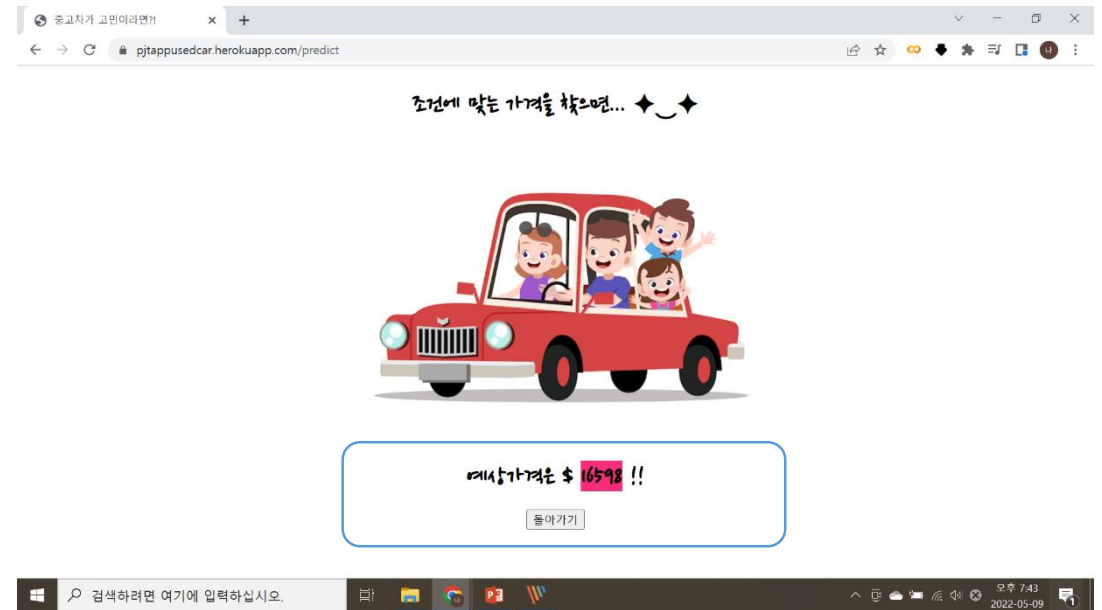 중고차가 고민이라면?!
pjtappusedcar.herokuapp.com/predict
나
조건에 맞는 가격을 찾으면... ✦‿✦
예상가격은 $ 16598 !!
돌아가기
검색하려면 여기에 입력하십시오.
오후 7:43
2022-05-09
1